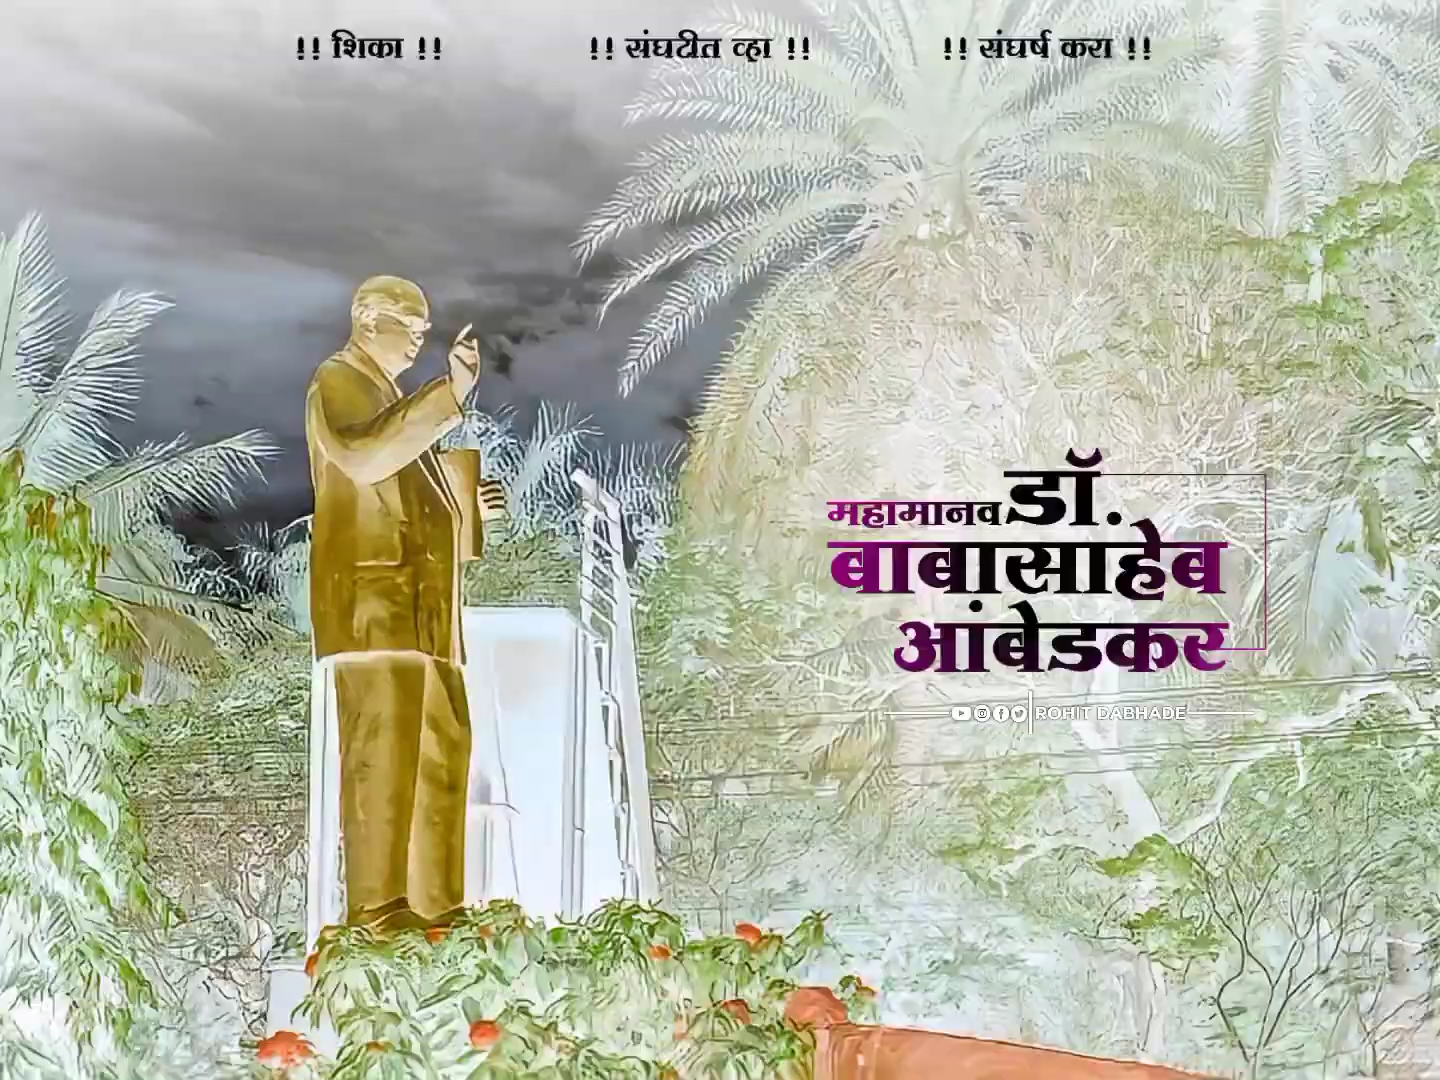 !! शिका !! !! संघटीत व्हा !! !! संघर्ष करा !!
महामानव डॉ.
बाबासाहेब
आंबेडकर
ROHIT DABHADE